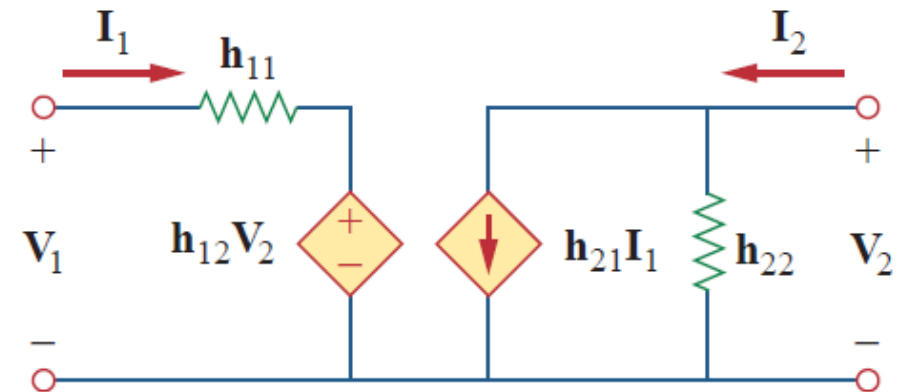 I₁
h₁₁
I₂
+
+
V₁
h₁₂V₂
+
−
h₂₁I₁
h₂₂
V₂
−
−